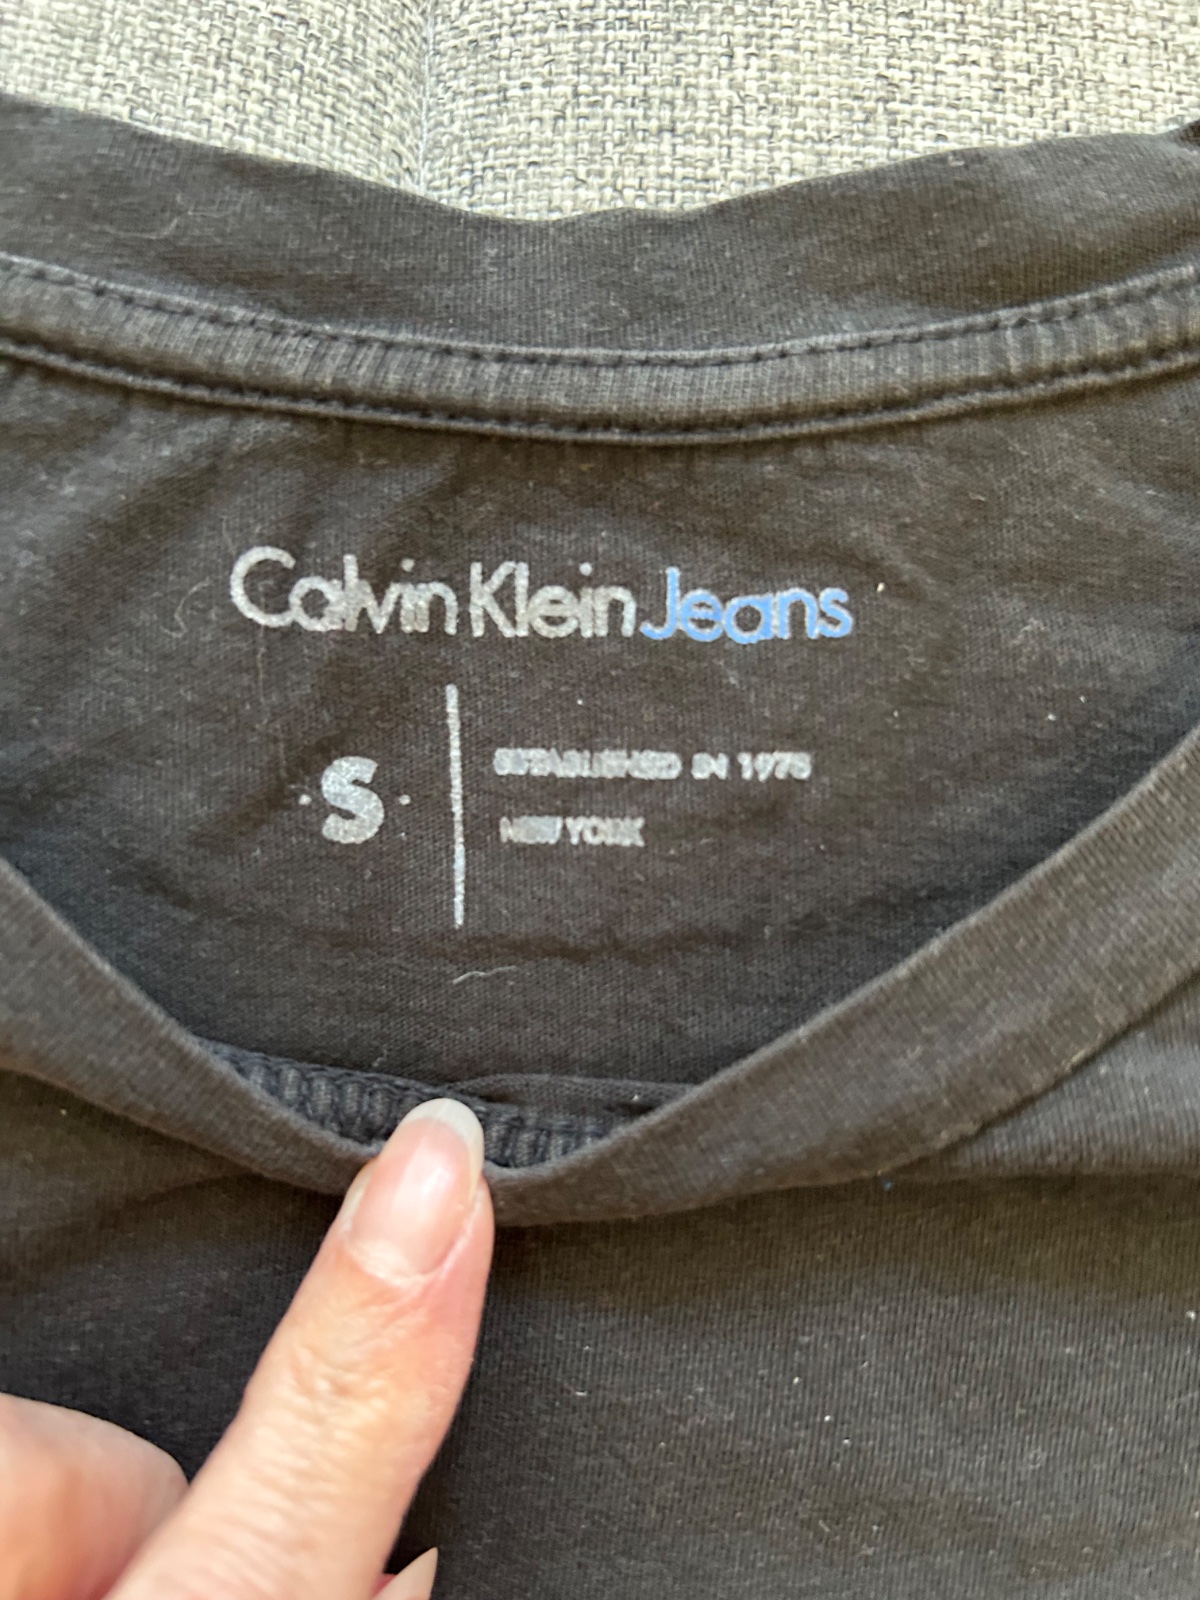 Calvin Klein Jeans
·S·
ESTABLISHED IN 1978
NEW YORK